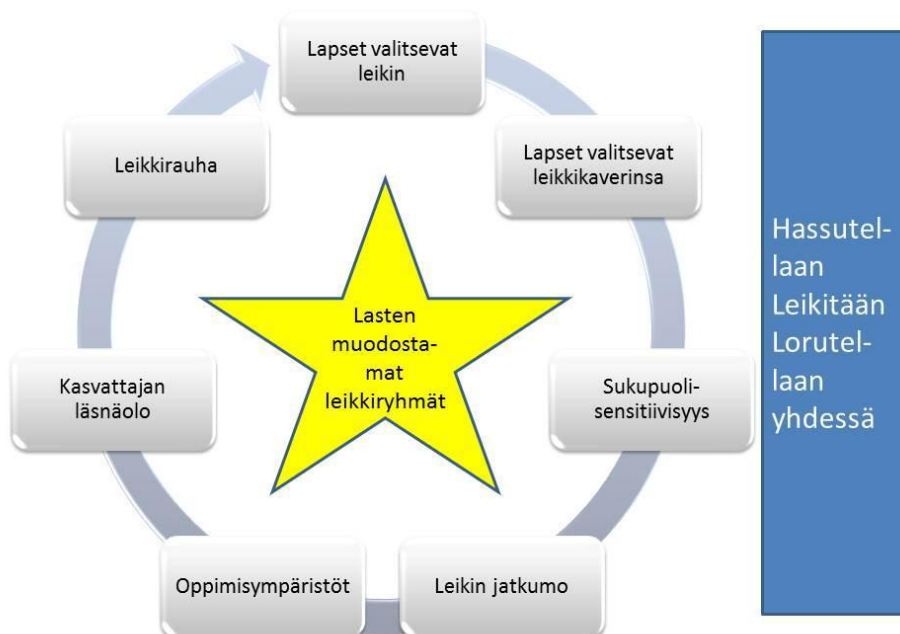 Lapset valitsevat
leikin
Lapset valitsevat
leikkikaverinsa
Sukupuoli-
sensitiivisyys
Leikin jatkumo
Oppimisympäristöt
Kasvattajan
läsnäolo
Leikkirauha
Lasten
muodosta-
mat
leikkiryhmät
Hassutel-
laan
Leikitään
Lorutel-
laan
yhdessä